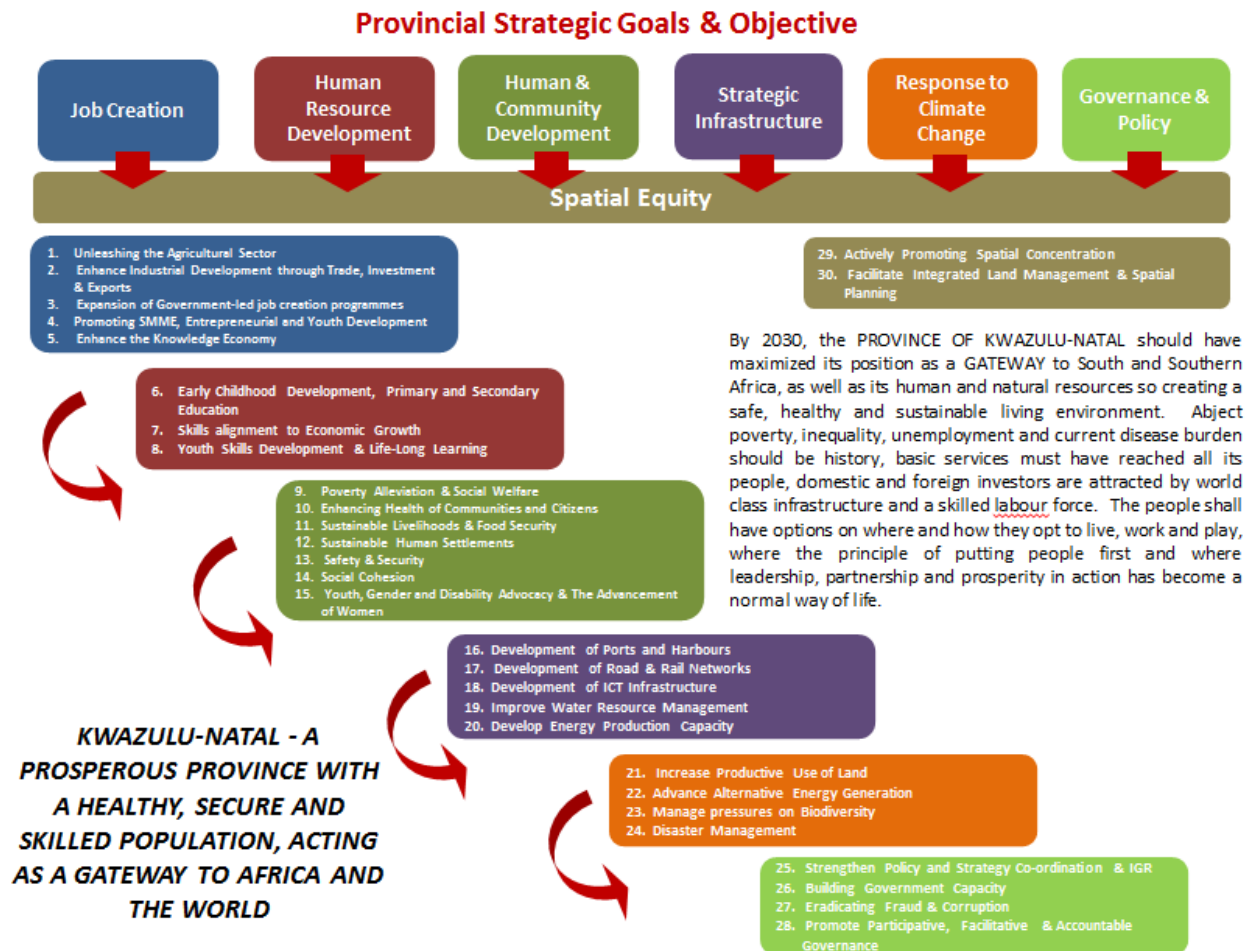 Provincial Strategic Goals & Objective
Job Creation
Human
Resource
Development
Human &
Community
Development
Strategic
Infrastructure
Response to
Climate
Change
Governance &
Policy
Spatial Equity
1. Unleashing the Agricultural Sector
2. Enhance Industrial Development through Trade, Investment
& Exports
3. Expansion of Government-led job creation programmes
4. Promoting SMME, Entrepreneurial and Youth Development
5. Enhance the Knowledge Economy
29. Actively Promoting Spatial Concentration
30. Facilitate Integrated Land Management & Spatial
Planning
6. Early Childhood Development, Primary and Secondary
Education
7. Skills alignment to Economic Growth
8. Youth Skills Development & Life-Long Learning
By 2030, the PROVINCE OF KWAZULU-NATAL should have
maximized its position as a GATEWAY to South and Southern
Africa, as well as its human and natural resources so creating a
safe, healthy and sustainable living environment. Abject
poverty, inequality, unemployment and current disease burden
should be history, basic services must have reached all its
people, domestic and foreign investors are attracted by world
class infrastructure and a skilled labour force. The people shall
have options on where and how they opt to live, work and play,
where the principle of putting people first and where
leadership, partnership and prosperity in action has become a
normal way of life.
9. Poverty Alleviation & Social Welfare
10. Enhancing Health of Communities and Citizens
11. Sustainable Livelihoods & Food Security
12. Sustainable Human Settlements
13. Safety & Security
14. Social Cohesion
15. Youth, Gender and Disability Advocacy & The Advancement
of Women
16. Development of Ports and Harbours
17. Development of Road & Rail Networks
18. Development of ICT Infrastructure
19. Improve Water Resource Management
20. Develop Energy Production Capacity
KWAZULU-NATAL - A
PROSPEROUS PROVINCE WITH
A HEALTHY, SECURE AND
SKILLED POPULATION, ACTING
AS A GATEWAY TO AFRICA AND
THE WORLD
21. Increase Productive Use of Land
22. Advance Alternative Energy Generation
23. Manage pressures on Biodiversity
24. Disaster Management
25. Strengthen Policy and Strategy Co-ordination & IGR
26. Building Government Capacity
27. Eradicating Fraud & Corruption
28. Promote Participative, Facilitative & Accountable
Governance